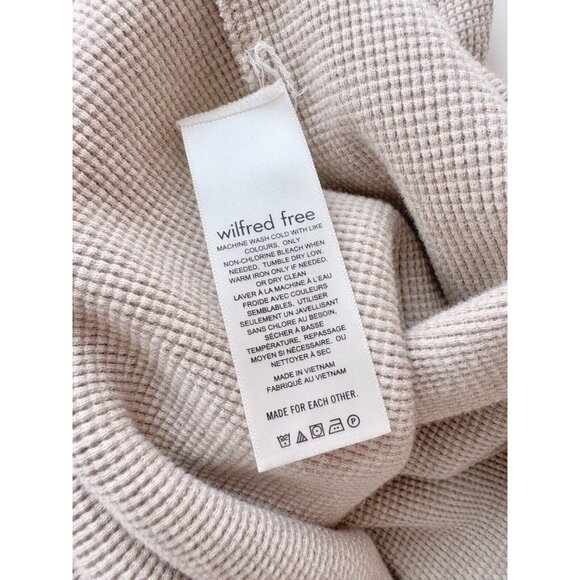 wilfred free
MACHINE WASH COLD WITH LIKE
COLOURS, ONLY
NON-CHLORINE BLEACH WHEN
NEEDED, TUMBLE DRY LOW,
WARM IRON ONLY IF NEEDED,
OR DRY CLEAN
LAVER À LA MACHINE À L'EAU
FROIDE AVEC COULEURS
SEMBLABLES, UTILISER
SEULEMENT UN JAVELLISANT
SANS CHLORE AU BESOIN,
SÉCHER À BASSE
TEMPÉRATURE, REPASSAGE
MOYEN SI NÉCESSAIRE, OU
NETTOYER À SEC
MADE IN VIETNAM
FABRIQUÉ AU VIETNAM
MADE FOR EACH OTHER.
P